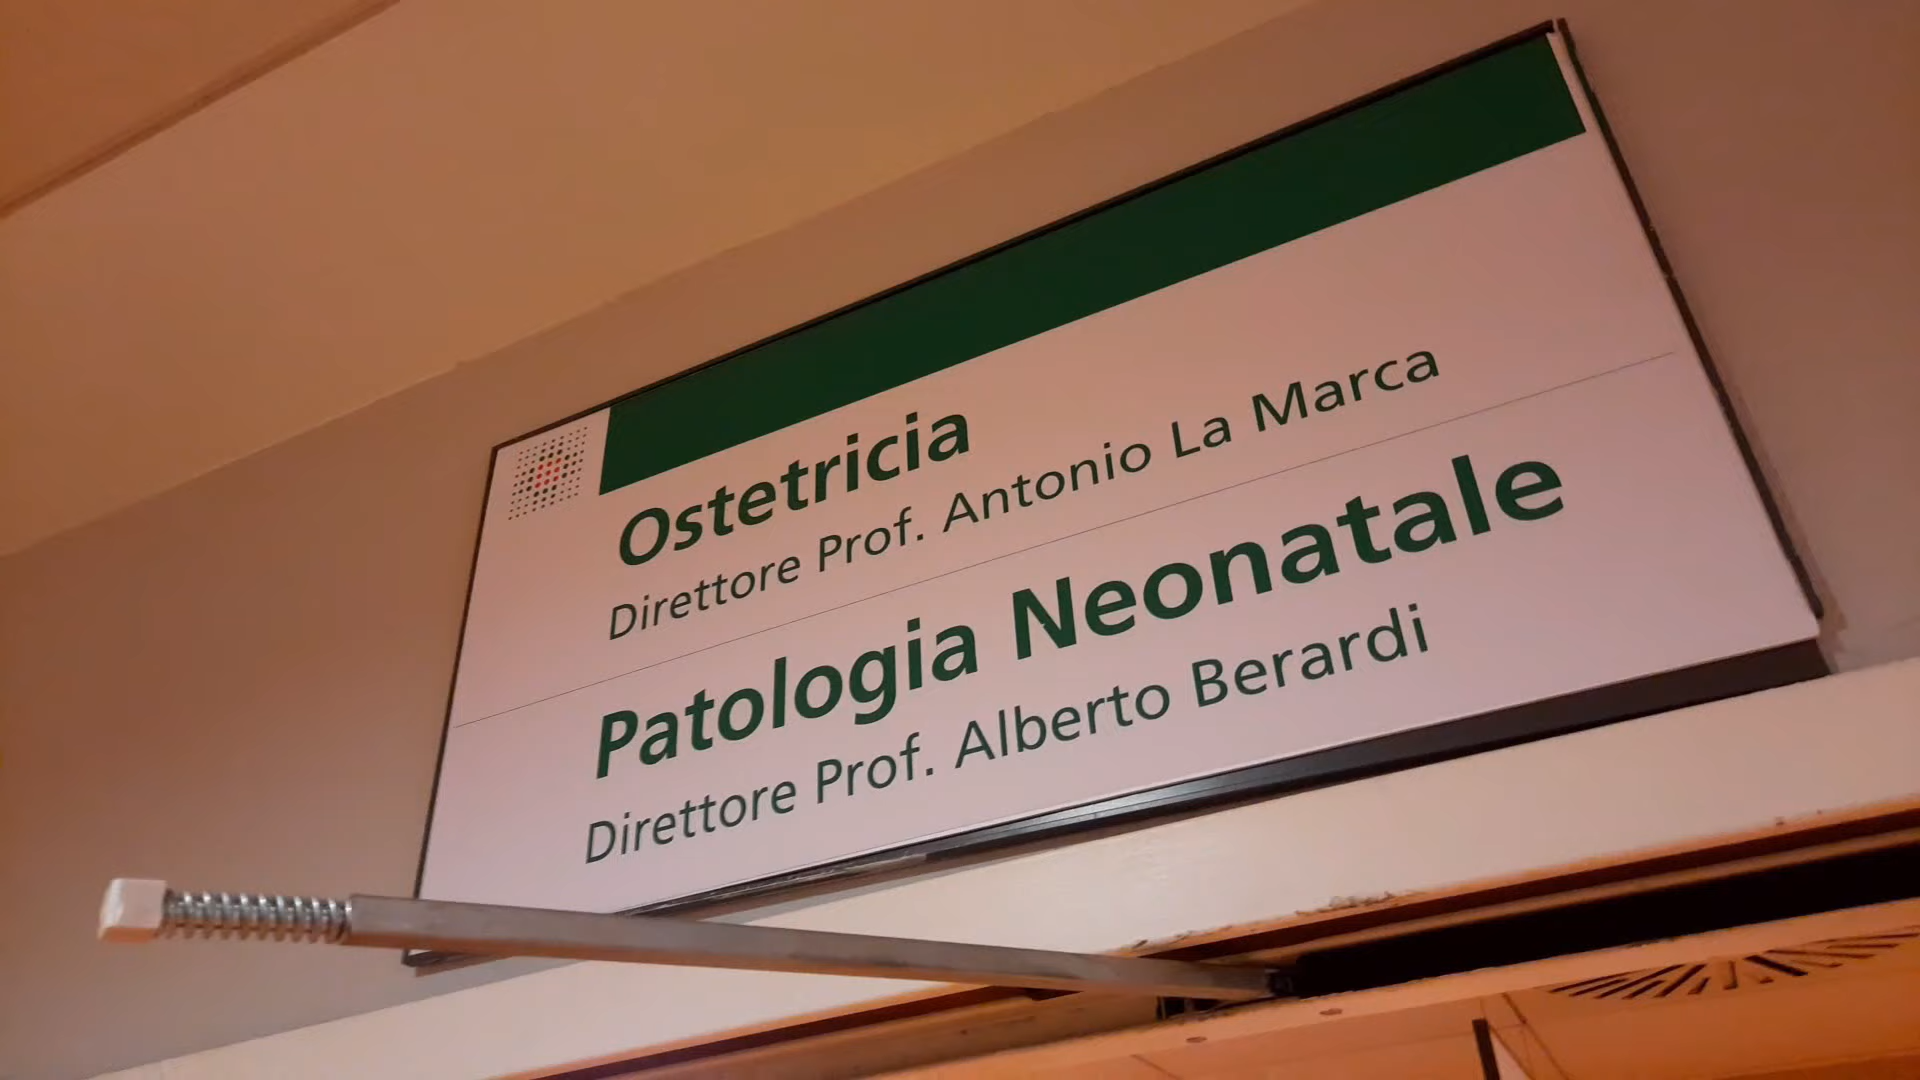 Ostetricia
Direttore Prof. Antonio La Marca
Patologia Neonatale
Direttore Prof. Alberto Berardi